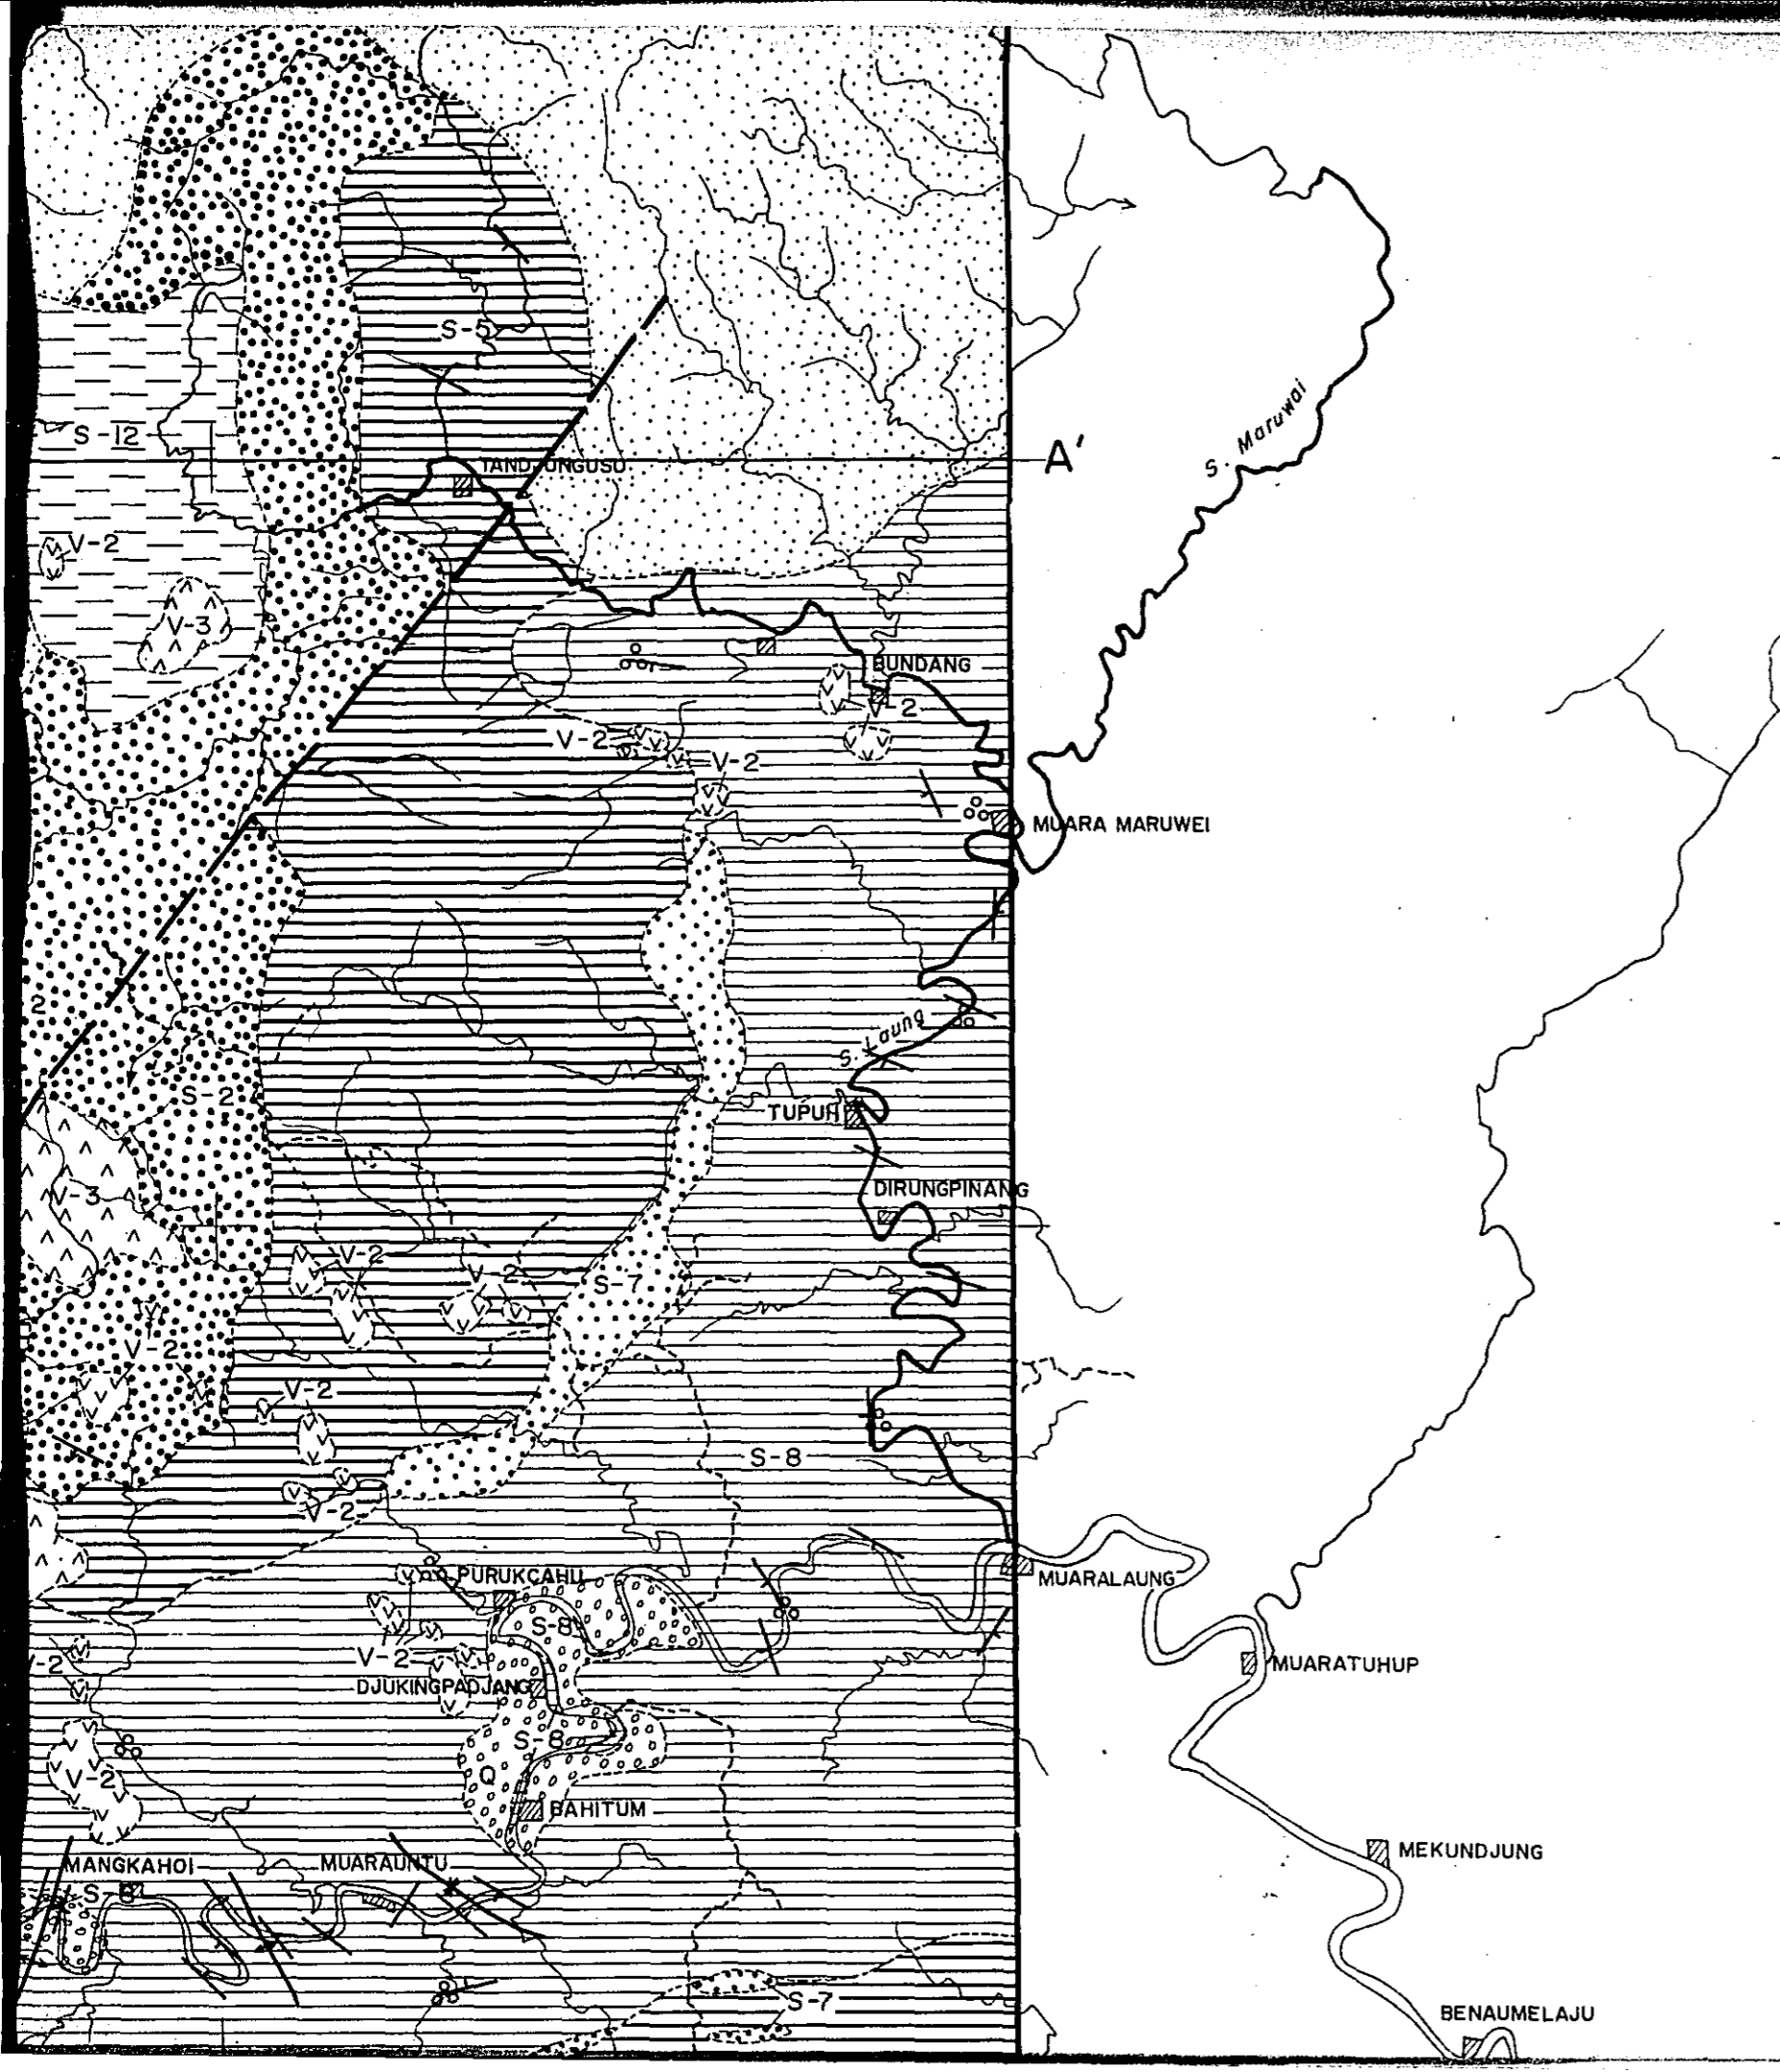 S-5
S-12
A'
S. Maruwai
V-2
V-3
BUNDANG
V-2
V-2
V-2
MUARA MARUWEI
2
S. Laung
S-2
TUPUH
V-3
DIRUNGPINANG
V-2
V-2
S-7
V-2
V-2
S-8
V-2
PURUKCAHU
MUARALAUNG
S-8
V-2
MUARATUHUP
DJUKINGPADJANG
S-8
Q
V-2
BAHITUM
MEKUNDJUNG
MANGKAHOI
MUARAUNTU
S-8
S-7
BENAUMELAJU